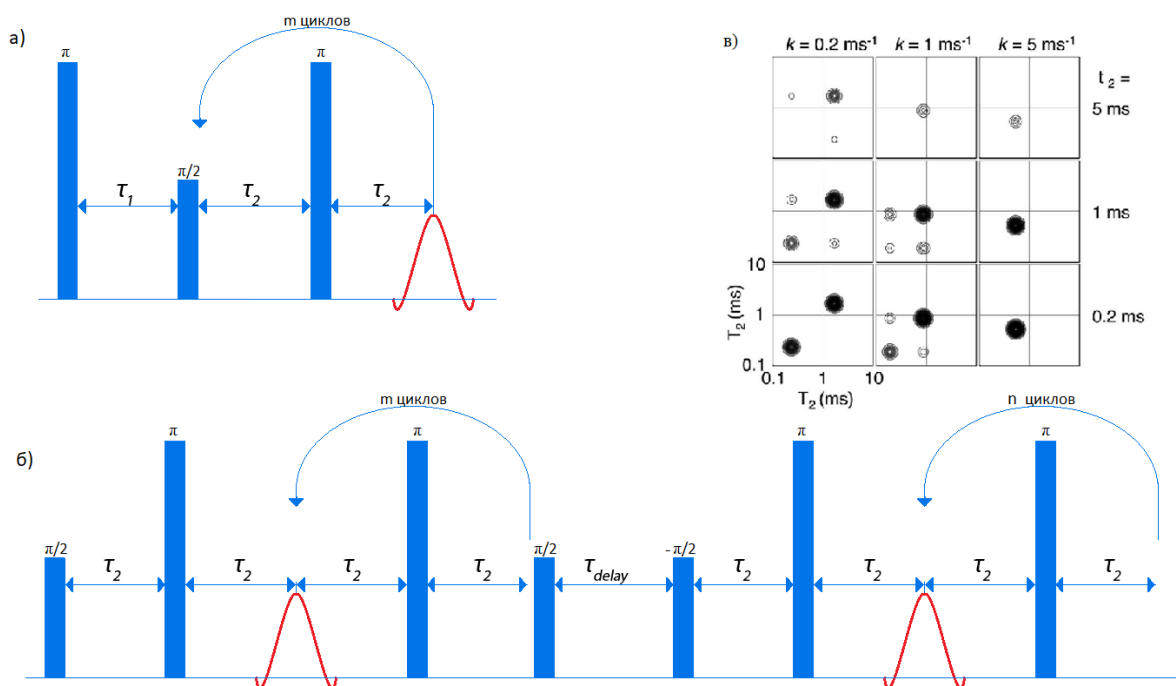 а)
m циклов
π
π/2
π
τ1
τ2
τ2
в)
k = 0.2 ms⁻¹ k = 1 ms⁻¹ k = 5 ms⁻¹
t 2 =
5 ms
1 ms
0.2 ms
10
1
0.1
T2 (ms)
0.1 1 10
T2 (ms)
б)
m циклов
n циклов
π
π
π
π
π/2
π/2
-π/2
τ2
τ2
τ2
τ2
τdelay
τ2
τ2
τ2
τ2